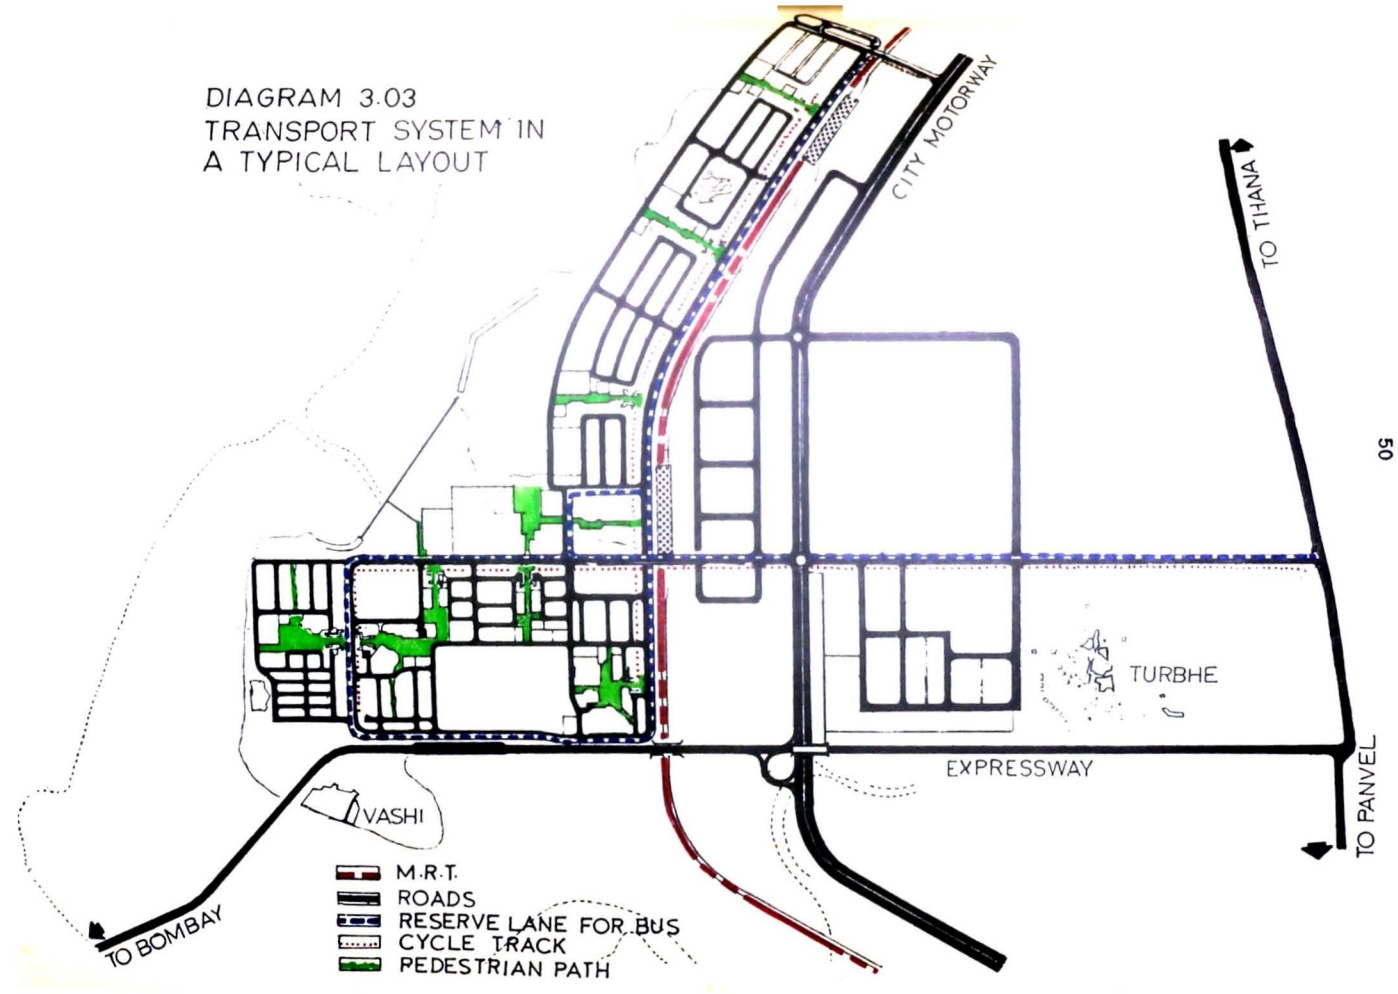 DIAGRAM 3.03
TRANSPORT SYSTEM IN
A TYPICAL LAYOUT
CITY MOTORWAY
TO THANA
50
TURBHE
EXPRESSWAY
TO PANVEL
VASHI
TO BOMBAY
M.R.T.
ROADS
RESERVE LANE FOR BUS
CYCLE TRACK
PEDESTRIAN PATH